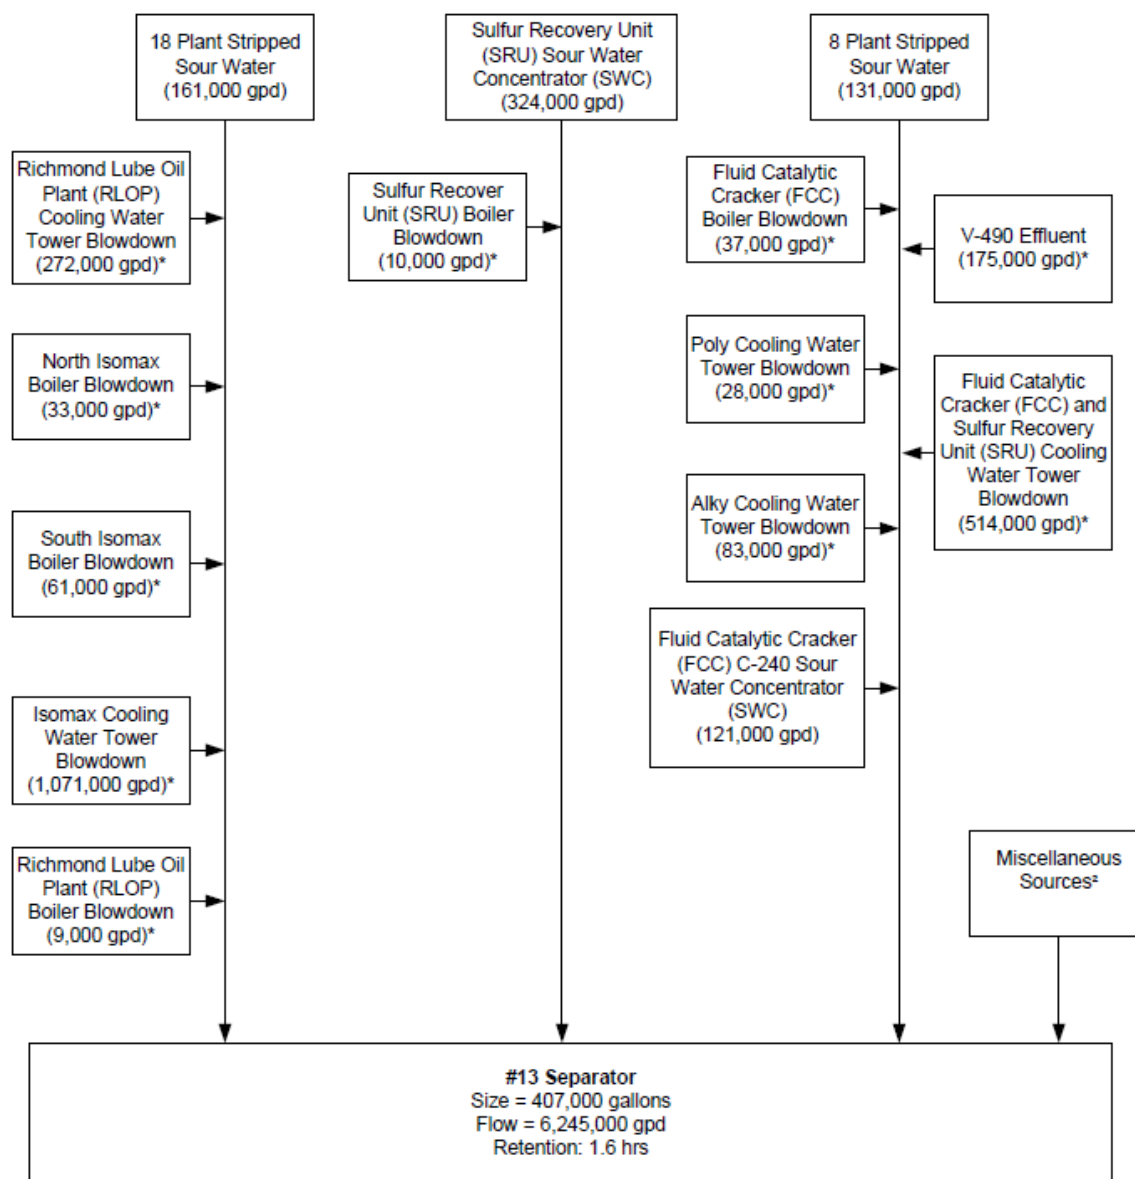 18 Plant Stripped
Sour Water
(161,000 gpd)
Sulfur Recovery Unit
(SRU) Sour Water
Concentrator (SWC)
(324,000 gpd)
8 Plant Stripped
Sour Water
(131,000 gpd)
Richmond Lube Oil
Plant (RLOP)
Cooling Water
Tower Blowdown
(272,000 gpd)*
Sulfur Recover
Unit (SRU) Boiler
Blowdown
(10,000 gpd)*
Fluid Catalytic
Cracker (FCC)
Boiler Blowdown
(37,000 gpd)*
V-490 Effluent
(175,000 gpd)*
North Isomax
Boiler Blowdown
(33,000 gpd)*
Poly Cooling Water
Tower Blowdown
(28,000 gpd)*
Fluid Catalytic
Cracker (FCC) and
Sulfur Recovery
Unit (SRU) Cooling
Water Tower
Blowdown
(514,000 gpd)*
South Isomax
Boiler Blowdown
(61,000 gpd)*
Alky Cooling Water
Tower Blowdown
(83,000 gpd)*
Fluid Catalytic Cracker
(FCC) C-240 Sour
Water Concentrator
(SWC)
(121,000 gpd)
Isomax Cooling
Water Tower
Blowdown
(1,071,000 gpd)*
Richmond Lube Oil
Plant (RLOP)
Boiler Blowdown
(9,000 gpd)*
Miscellaneous
Sources²
#13 Separator
Size = 407,000 gallons
Flow = 6,245,000 gpd
Retention: 1.6 hrs